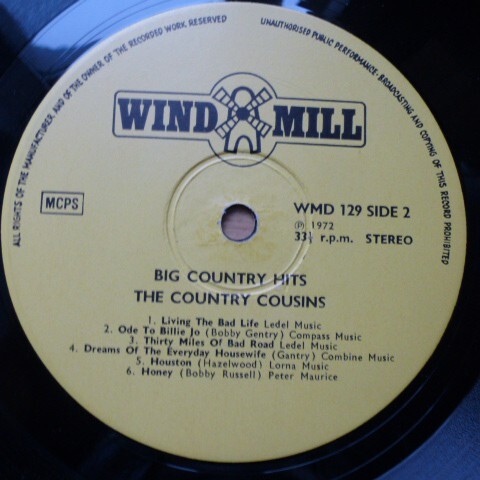 ALL RIGHTS OF THE MANUFACTURER AND OF THE OWNER OF THE RECORDED WORK RESERVED
UNAUTHORISED PUBLIC PERFORMANCE· BROADCASTING AND COPYING OF THIS RECORD PROHIBITED
WIND MILL
MCPS
WMD 129 SIDE 2
Ⓟ 1972
33⅓ r.p.m. STEREO
BIG COUNTRY HITS
THE COUNTRY COUSINS
1. Living The Bad Life Ledel Music
2. Ode To Billie Jo (Bobby Gentry) Compass Music
3. Thirty Miles Of Bad Road Ledel Music
4. Dreams Of The Everyday Housewife (Gantry) Combine Music
5. Houston (Hazelwood) Lorna Music
6. Honey (Bobby Russell) Peter Maurice